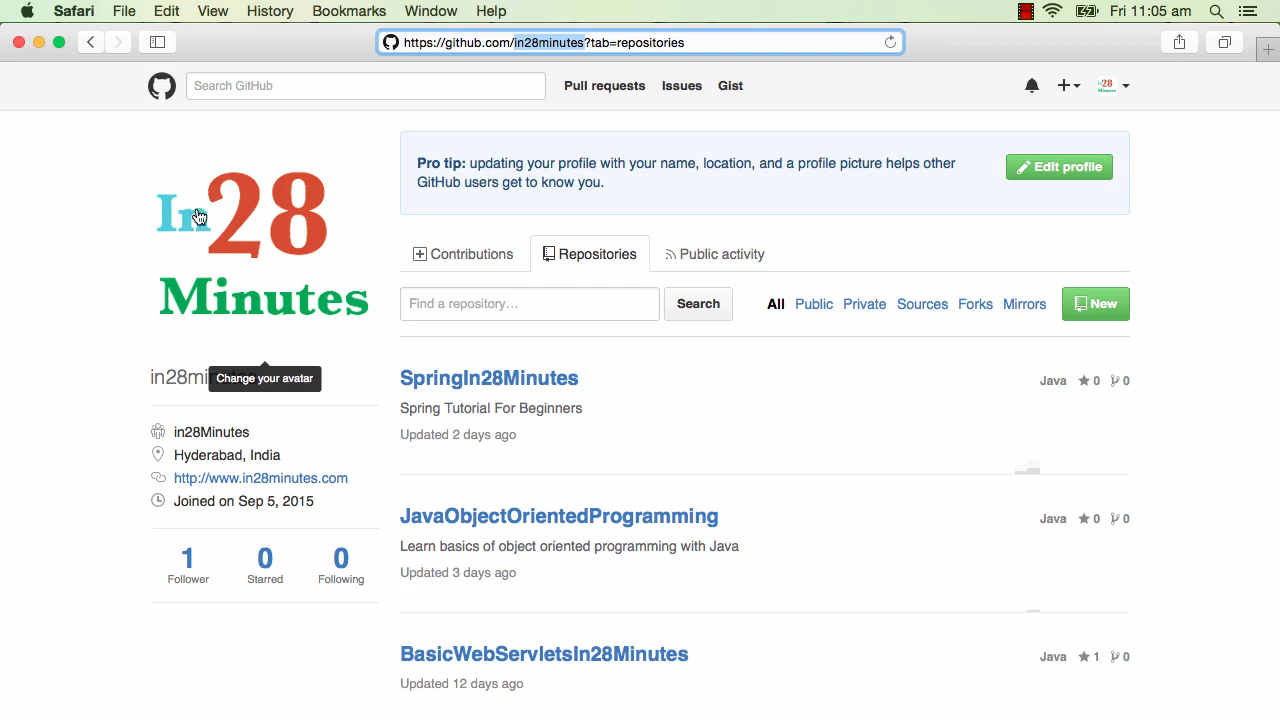 Safari File Edit View History Bookmarks Window Help Fri 11:05 am
https://github.com/in28minutes?tab=repositories
Search GitHub Pull requests Issues Gist
In28
Minutes
Pro tip: updating your profile with your name, location, and a profile picture helps other
GitHub users get to know you.
Edit profile
Contributions Repositories Public activity
Find a repository… Search All Public Private Sources Forks Mirrors New
Change your avatar
in28Minutes
Hyderabad, India
http://www.in28minutes.com
Joined on Sep 5, 2015
1 0 0
Follower Starred Following
SpringIn28Minutes Java 0 0
Spring Tutorial For Beginners
Updated 2 days ago
JavaObjectOrientedProgramming Java 0 0
Learn basics of object oriented programming with Java
Updated 3 days ago
BasicWebServletsIn28Minutes Java 1 0
Updated 12 days ago